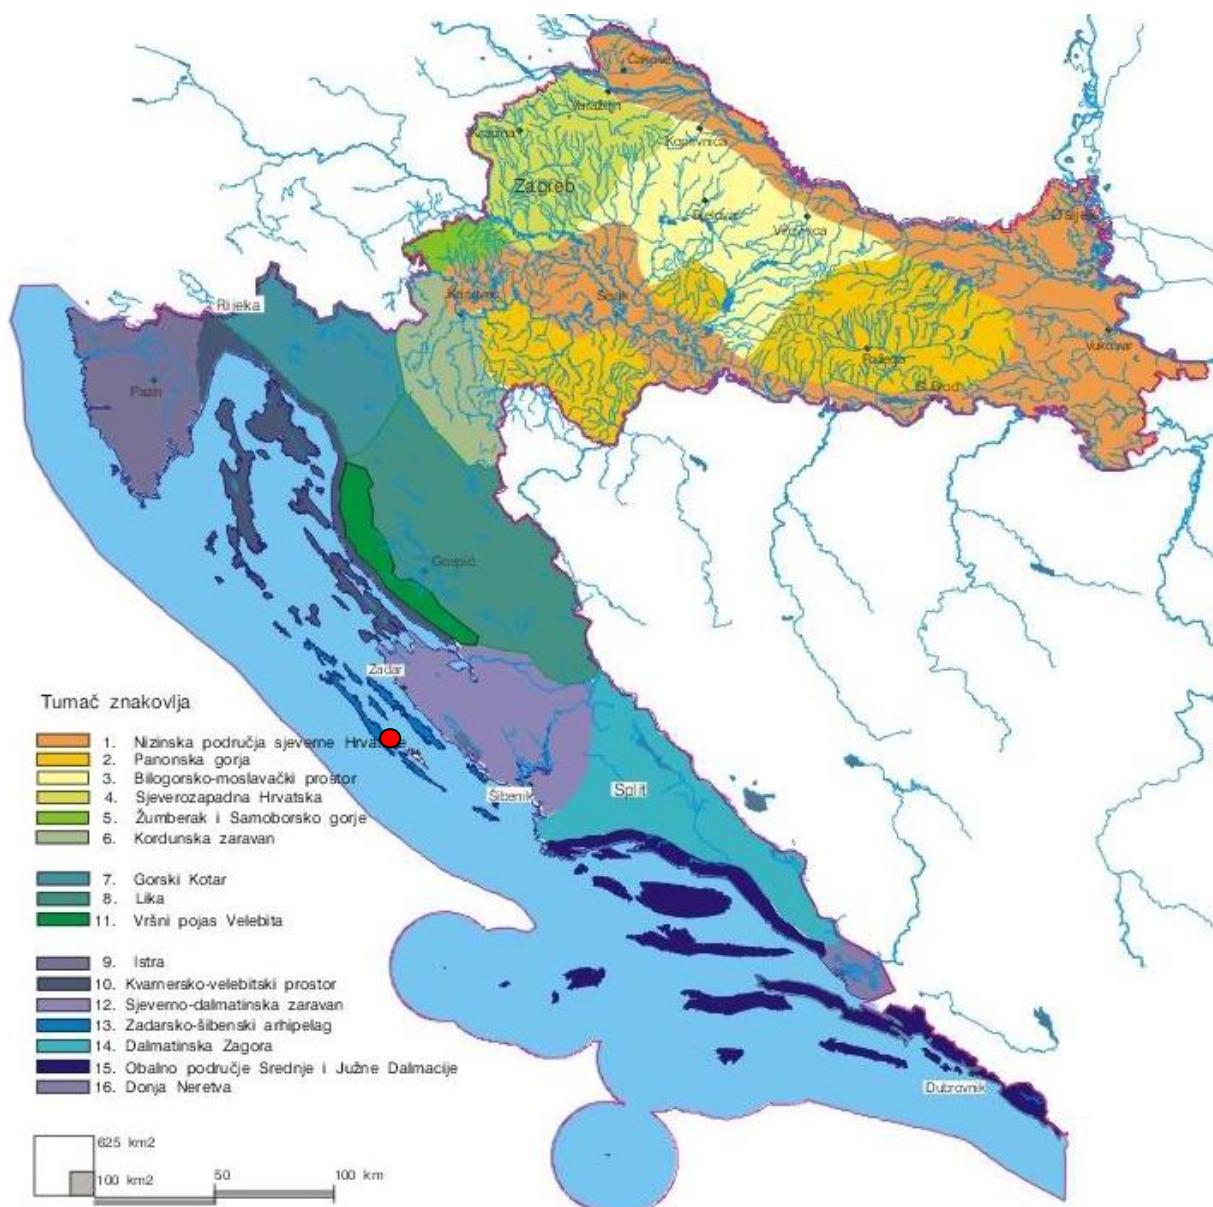 Čakovec
Varaždin
Krapina
Koprivnica
Zagreb
Bjelovar
Virovitica
Osijek
Karlovac
Sisak
Rijeka
Vukovar
Požega
S. Brod
Pazin
Gospić
Zadar
Šibenik
Split
Dubrovnik
Tumač znakovlja
1. Nizinska područja sjeverne Hrvatske
2. Panonska gorja
3. Bilogorsko-moslavački prostor
4. Sjeverozapadna Hrvatska
5. Žumberak i Samoborsko gorje
6. Kordunska zaravan
7. Gorski Kotar
8. Lika
11. Vršni pojas Velebita
9. Istra
10. Kvarnersko-velebitski prostor
12. Sjeverno-dalmatinska zaravan
13. Zadarsko-šibenski arhipelag
14. Dalmatinska Zagora
15. Obalno područje Srednje i Južne Dalmacije
16. Donja Neretva
625 km2
100 km2
50
100 km